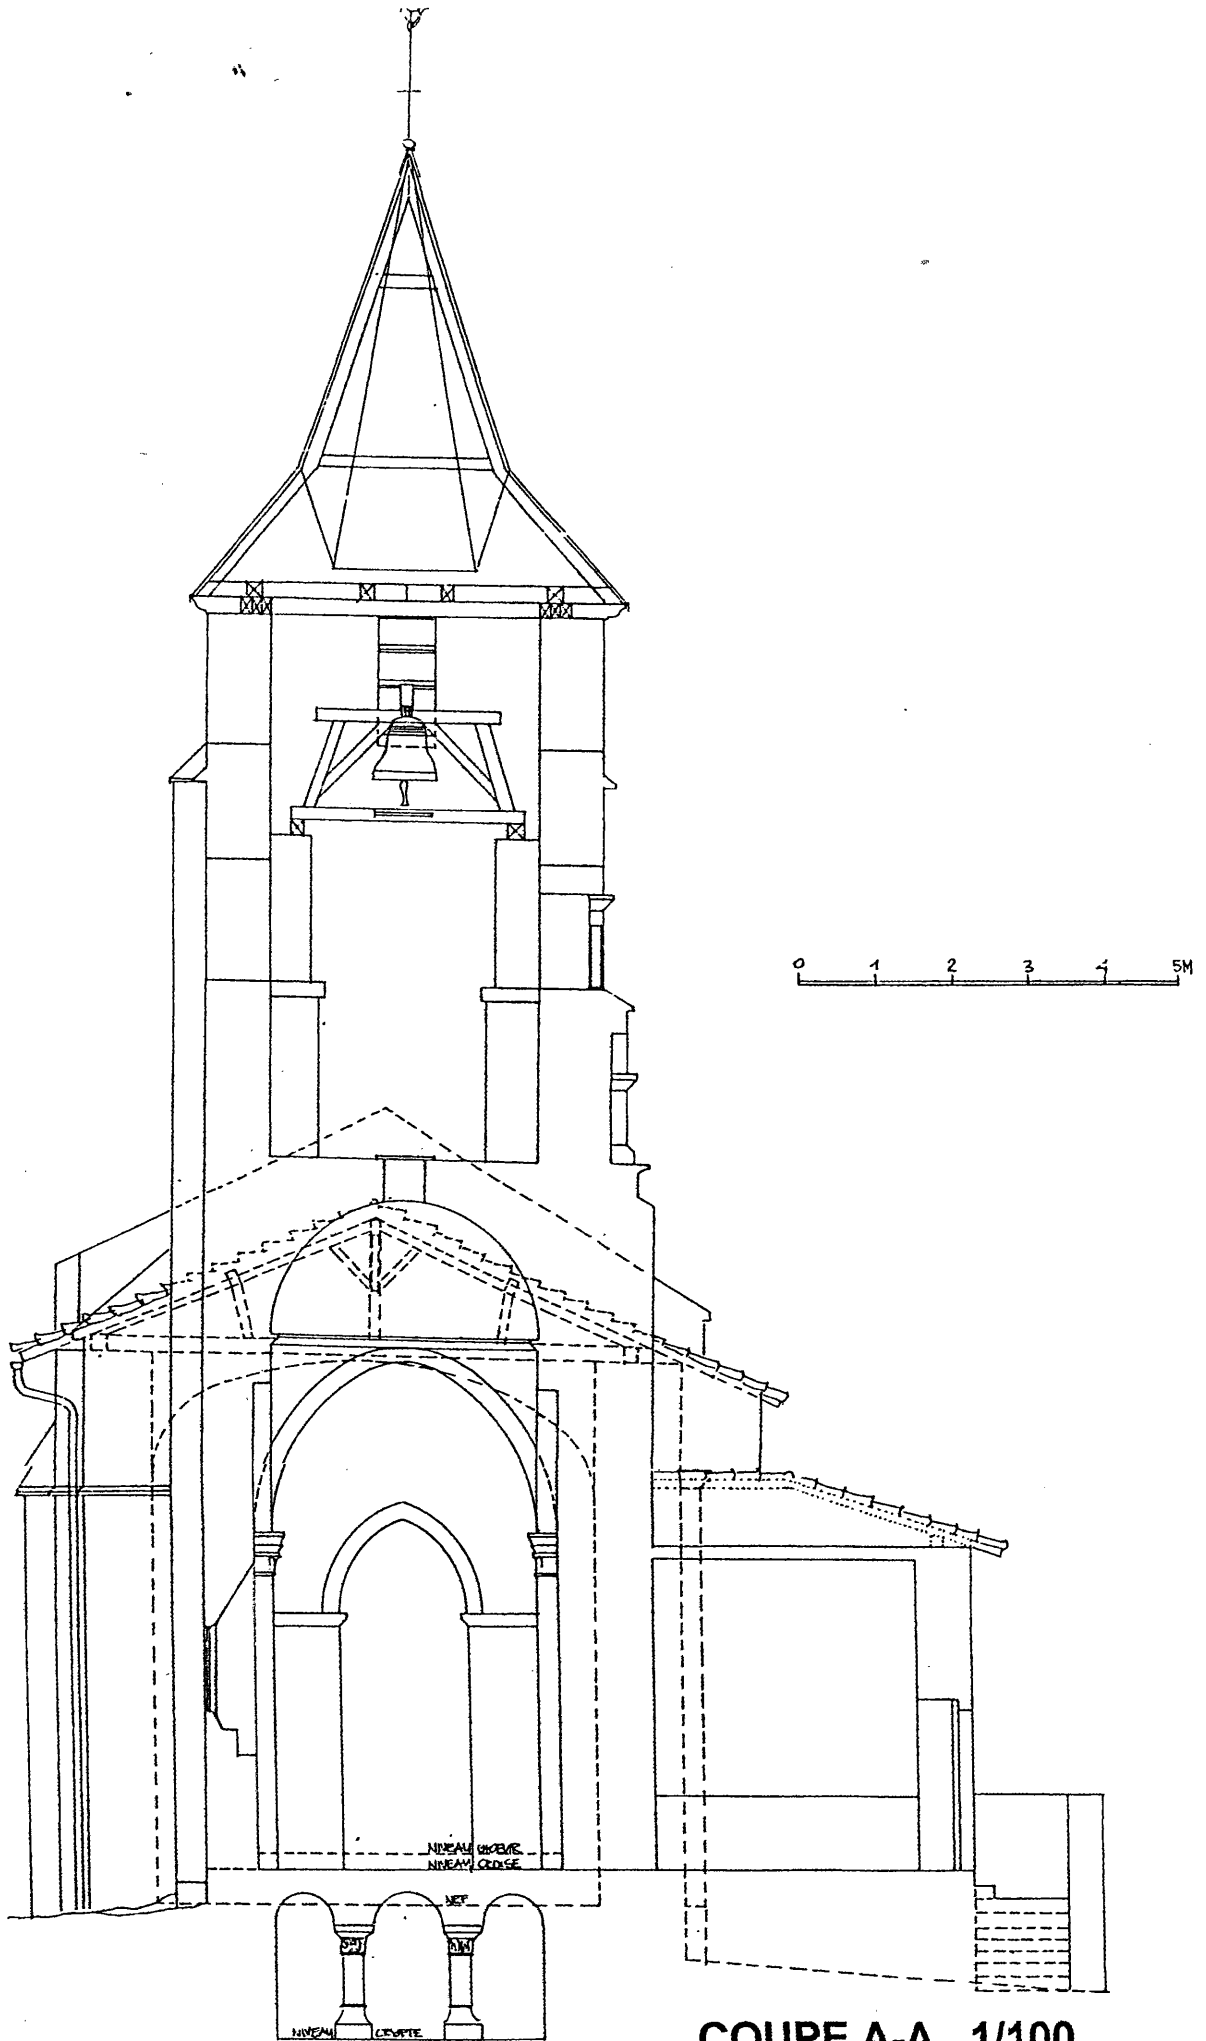 0 1 2 3 4 5M
NIVEAU CHOEUR
NIVEAU CROISE
NEF
NIVEAU CRYPTE
COUPE A-A 1/100